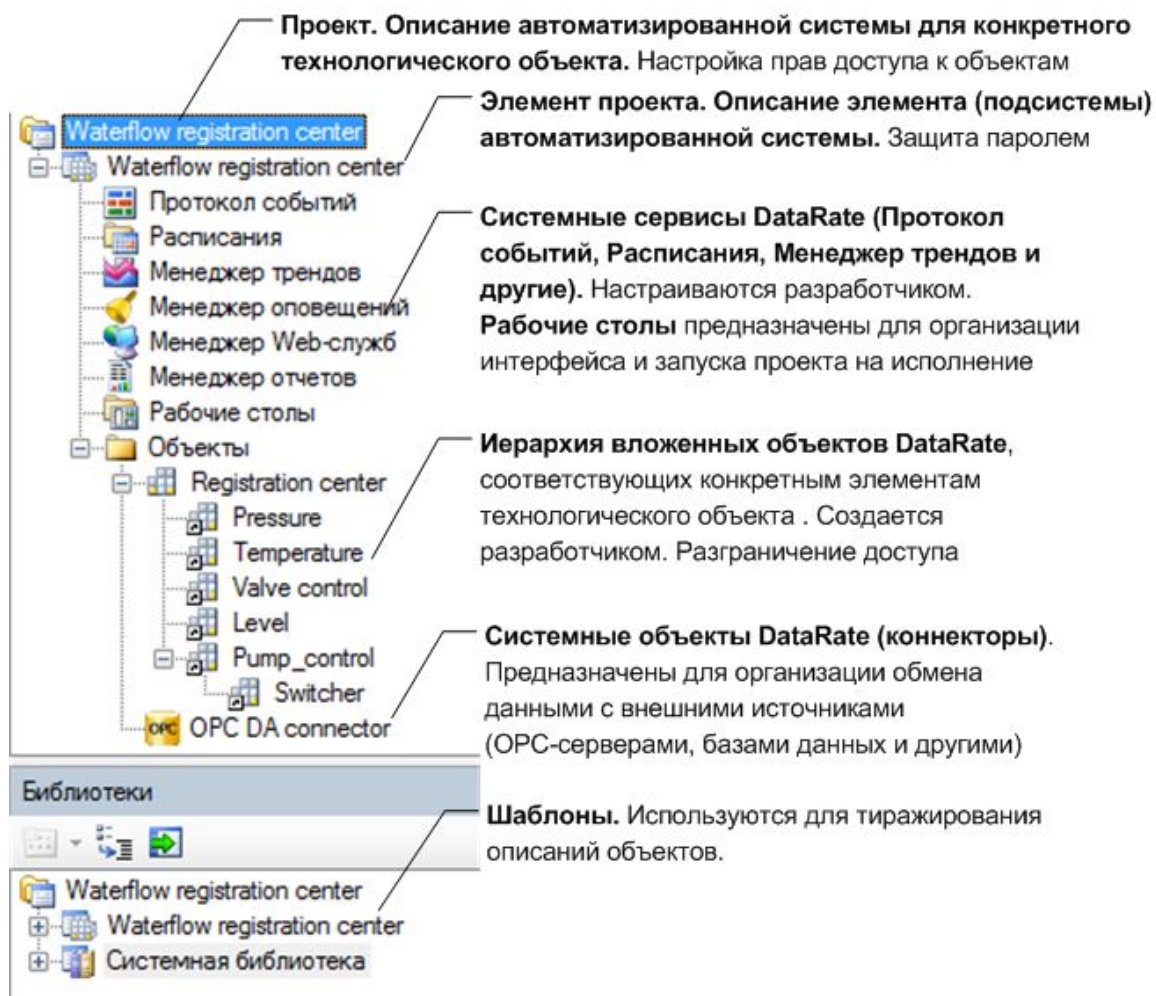 Проект. Описание автоматизированной системы для конкретного
технологического объекта. Настройка прав доступа к объектам
Элемент проекта. Описание элемента (подсистемы)
автоматизированной системы. Защита паролем
Waterflow registration center
Waterflow registration center
Протокол событий
Расписания
Менеджер трендов
Менеджер оповещений
Менеджер Web-служб
Менеджер отчетов
Рабочие столы
Объекты
Registration center
Pressure
Temperature
Valve control
Level
Pump_control
Switcher
OPC OPC DA connector
Системные сервисы DataRate (Протокол
событий, Расписания, Менеджер трендов и
другие). Настраиваются разработчиком.
Рабочие столы предназначены для организации
интерфейса и запуска проекта на исполнение
Иерархия вложенных объектов DataRate,
соответствующих конкретным элементам
технологического объекта . Создается
разработчиком. Разграничение доступа
Системные объекты DataRate (коннекторы).
Предназначены для организации обмена
данными с внешними источниками
(OPC-серверами, базами данных и другими)
Библиотеки
Waterflow registration center
Waterflow registration center
Системная библиотека
Шаблоны. Используются для тиражирования
описаний объектов.